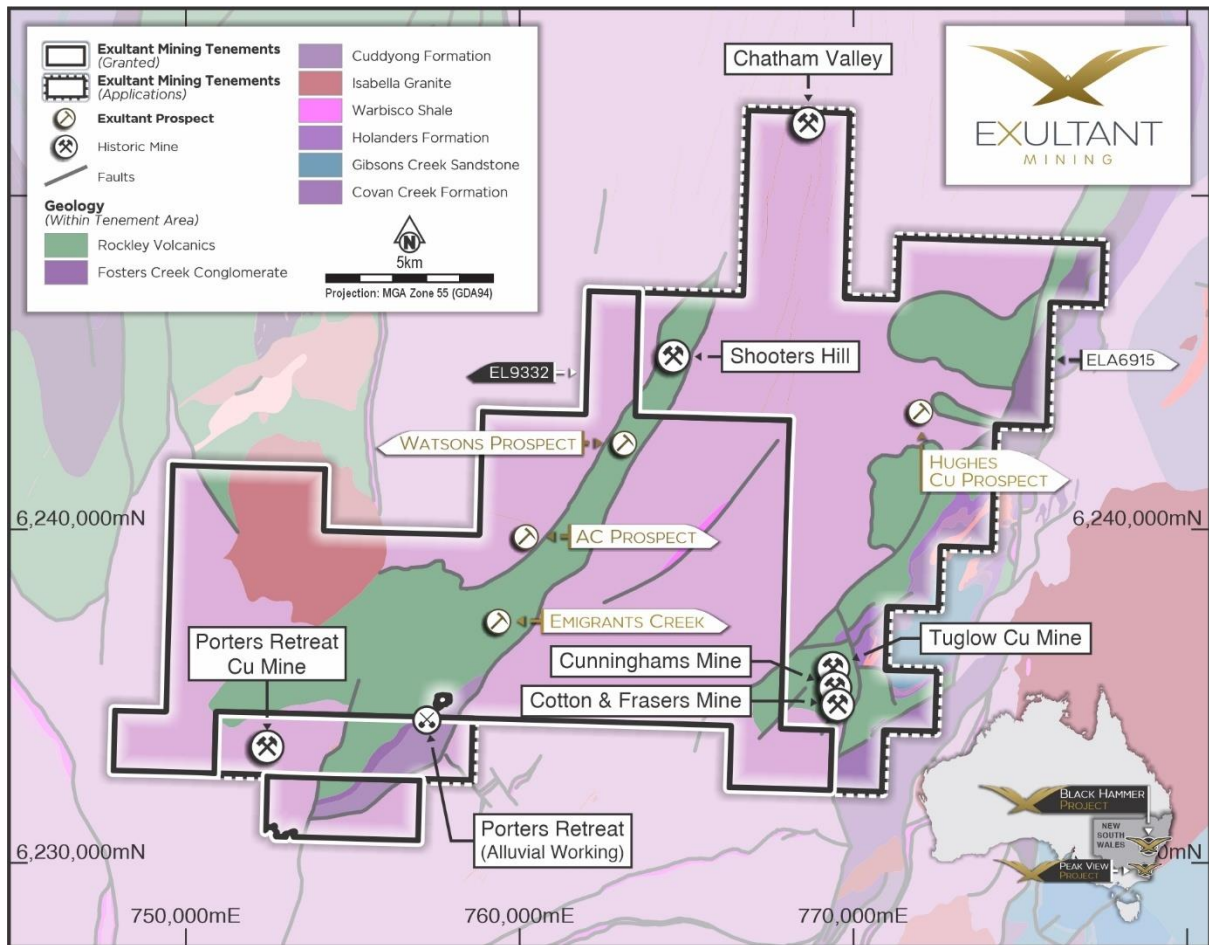 Exultant Mining Tenements
(Granted)
Exultant Mining Tenements
(Applications)
Exultant Prospect
Historic Mine
Faults
Geology
(Within Tenement Area)
Rockley Volcanics
Fosters Creek Conglomerate
Cuddyong Formation
Isabella Granite
Warbisco Shale
Holanders Formation
Gibsons Creek Sandstone
Covan Creek Formation
N
5km
Projection: MGA Zone 55 (GDA94)
Chatham Valley
EXULTANT
MINING
EL9332
Shooters Hill
ELA6915
WATSONS PROSPECT
HUGHES
CU PROSPECT
6,240,000mN
6,240,000mN
AC PROSPECT
EMIGRANTS CREEK
Porters Retreat
Cu Mine
Tuglow Cu Mine
Cunninghams Mine
Cotton & Frasers Mine
Porters Retreat
(Alluvial Working)
BLACK HAMMER
PROJECT
NEW
SOUTH
WALES
PEAK VIEW
PROJECT
6,230,000mN
0mN
750,000mE
760,000mE
770,000mE